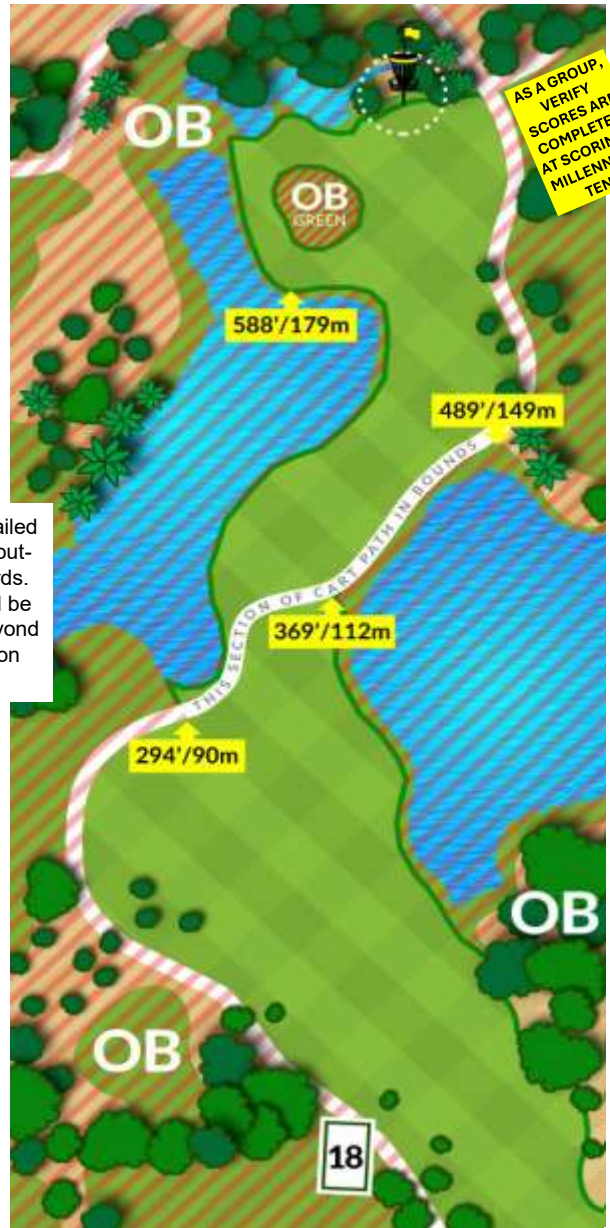 AS A GROUP,
VERIFY
SCORES ARE
COMPLETE
AT SCORIN
MILLENN
TEN
OB
OB
GREEN
588'/179m
489'/149m
THIS SECTION OF CART PATH IN BOUNDS
369'/112m
294'/90m
ailed
out-
rds.
l be
yond
on
OB
OB
18